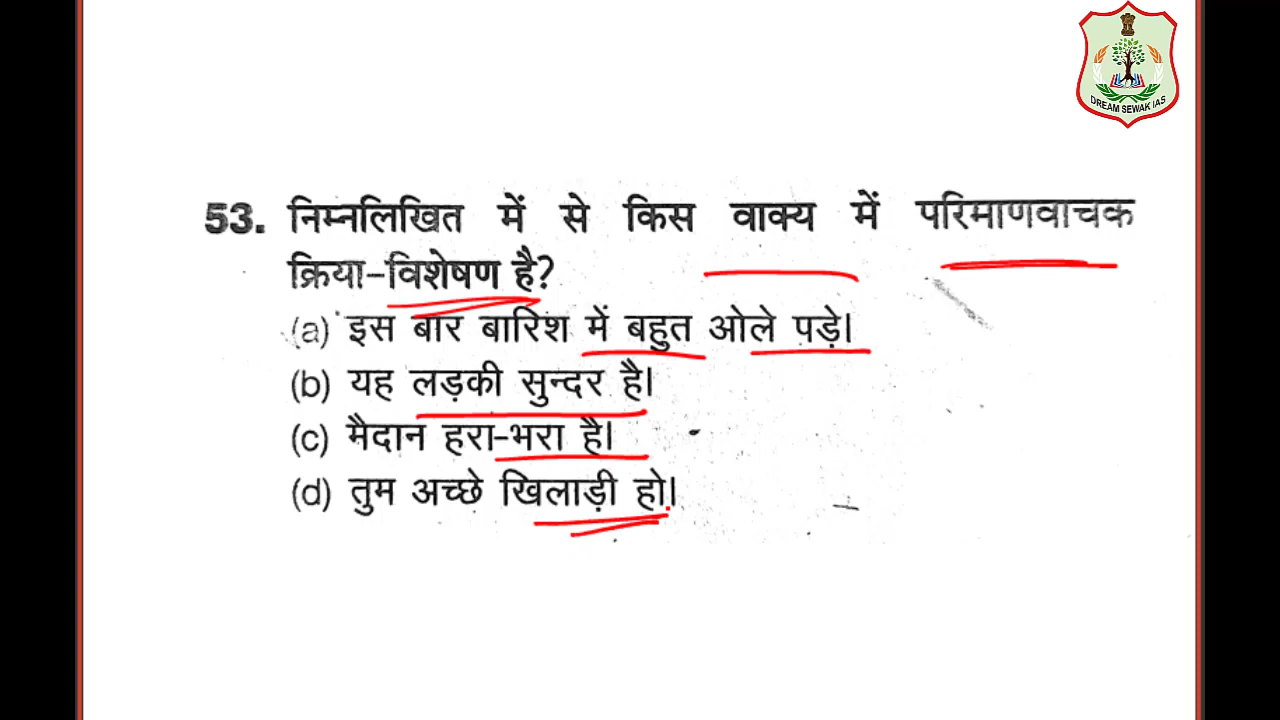 DREAM SEWAK IAS
53. निम्नलिखित में से किस वाक्य में परिमाणवाचक
क्रिया-विशेषण है?
(a) इस बार बारिश में बहुत ओले पड़े।
(b) यह लड़की सुन्दर है।
(c) मैदान हरा-भरा है।
(d) तुम अच्छे खिलाड़ी हो।